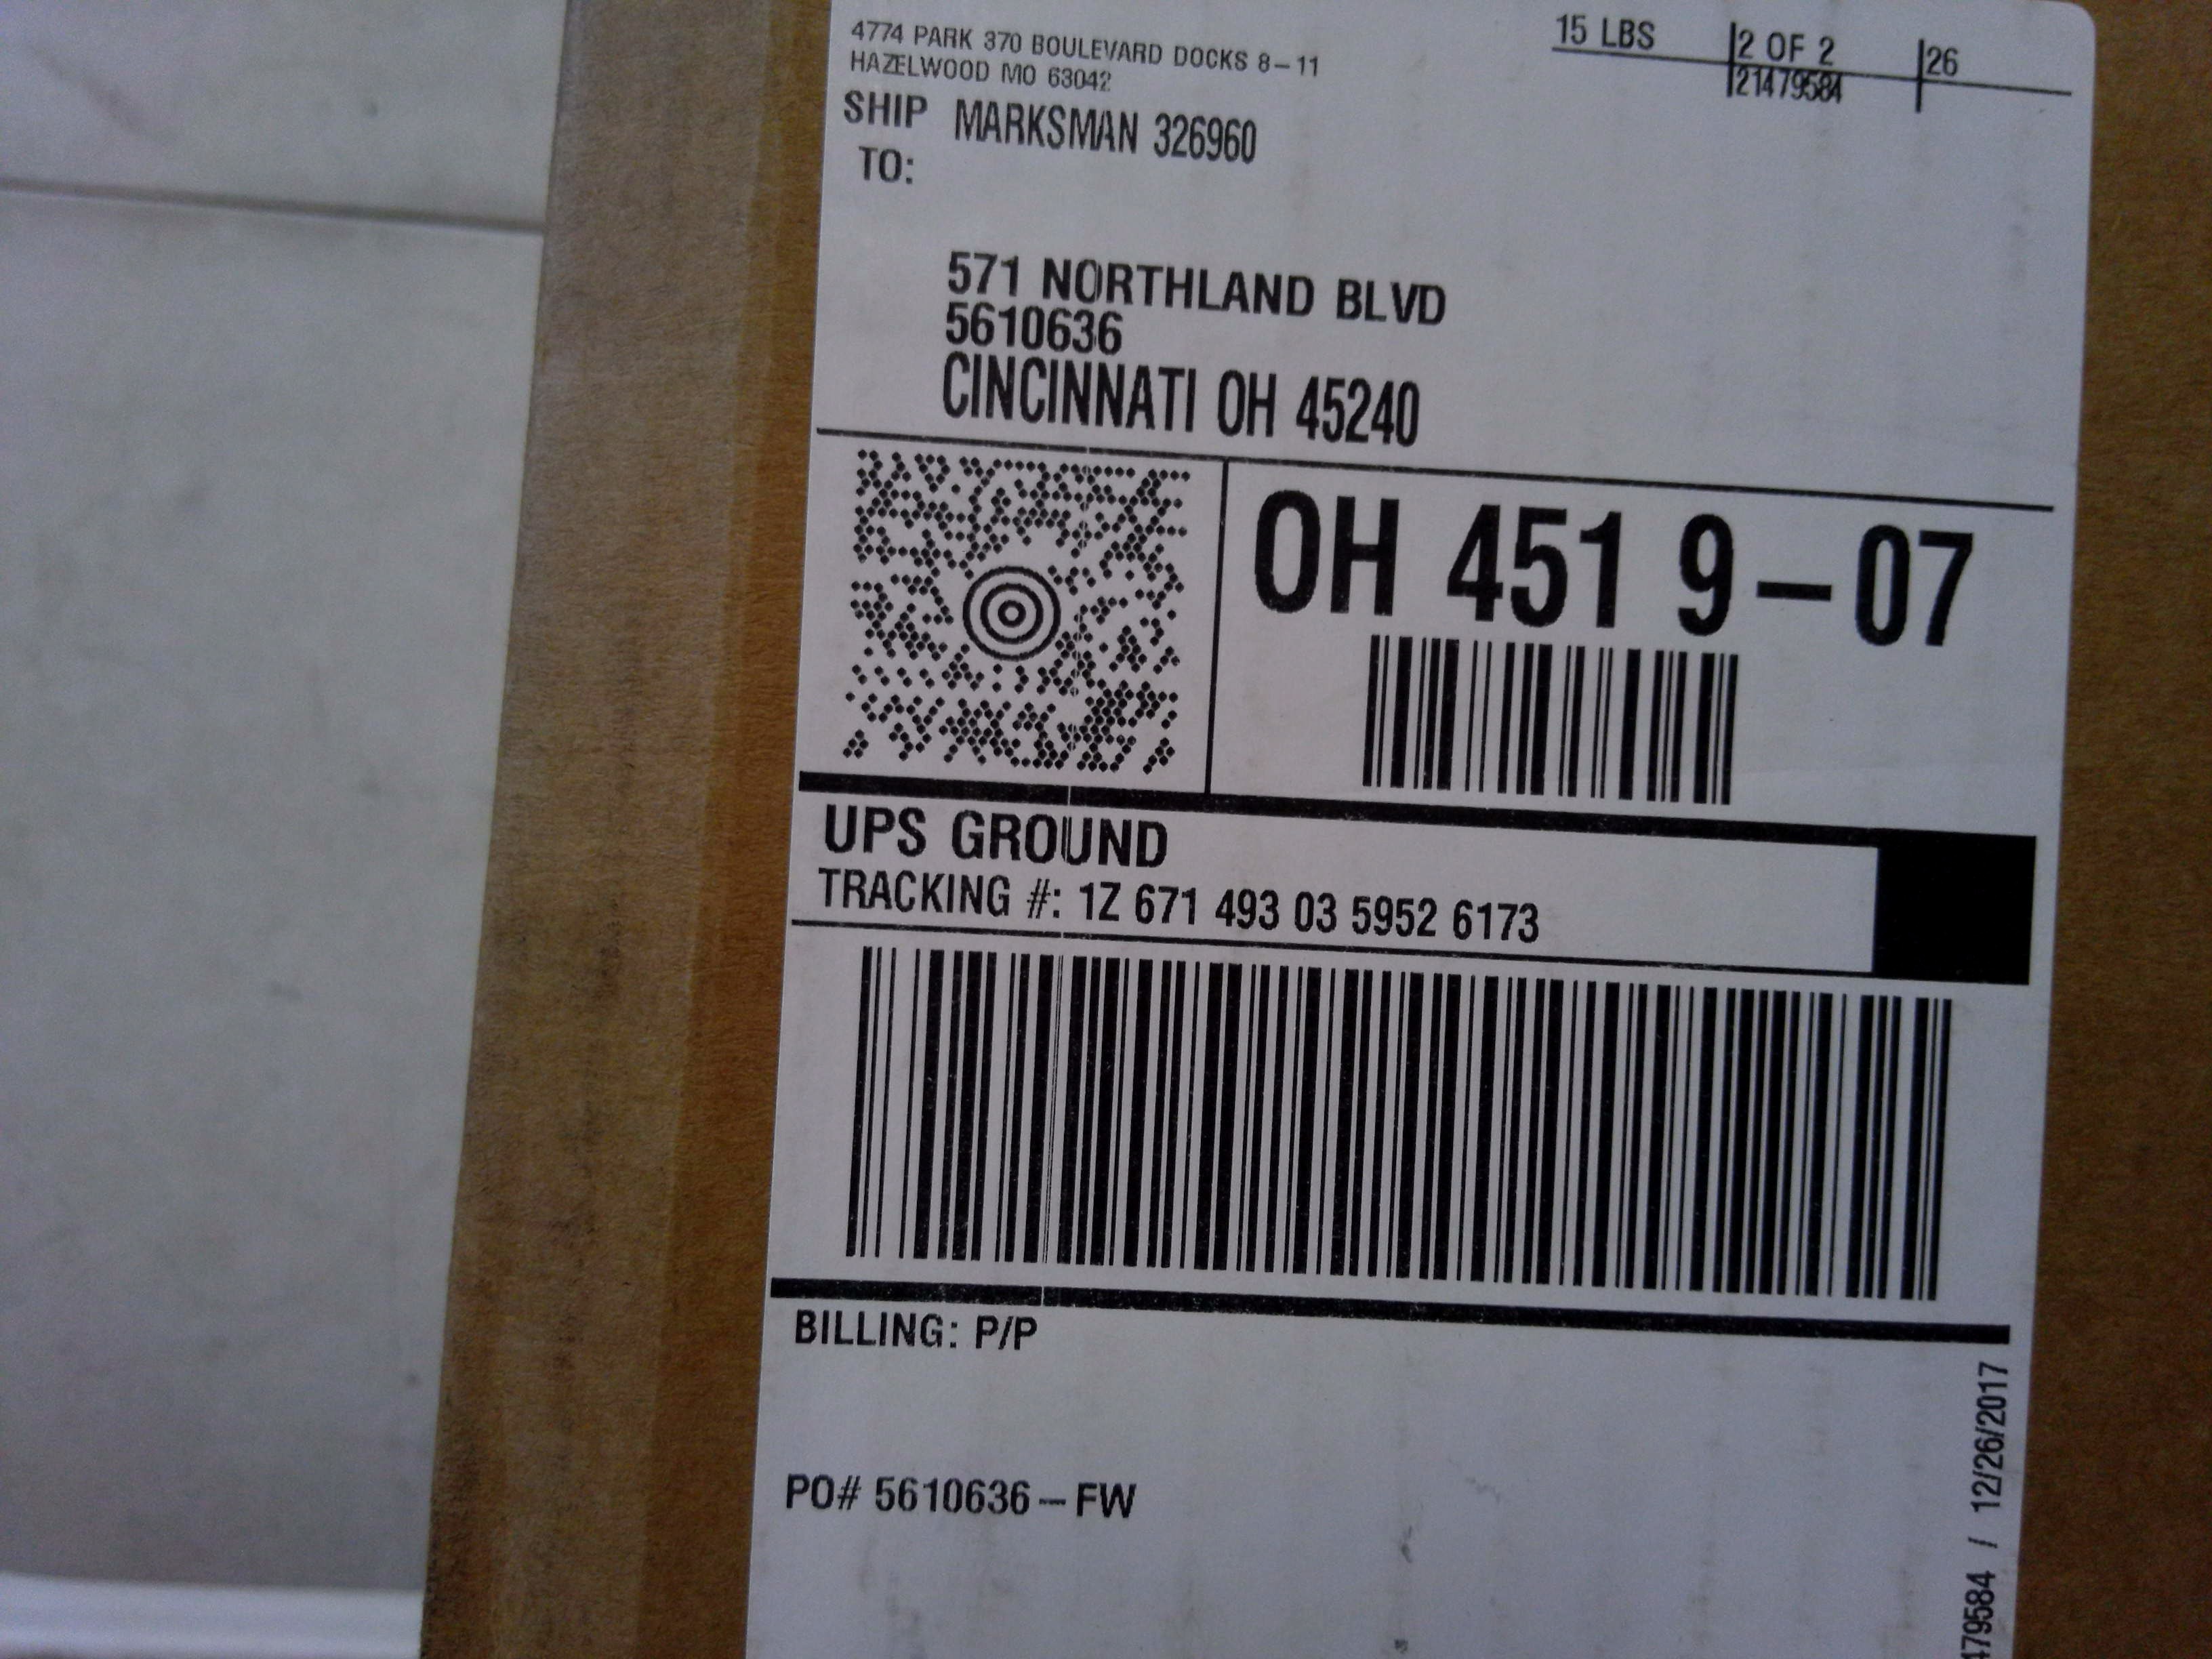 4774 PARK 370 BOULEVARD DOCKS 8-11
HAZELWOOD MO 63042
15 LBS
2 OF 2
26
21479584
SHIP TO:
MARKSMAN 326960
571 NORTHLAND BLVD
5610636
CINCINNATI OH 45240
OH 451 9-07
UPS GROUND
TRACKING #: 1Z 671 493 03 5952 6173
BILLING: P/P
PO# 5610636-FW
479584 / 12/26/2017